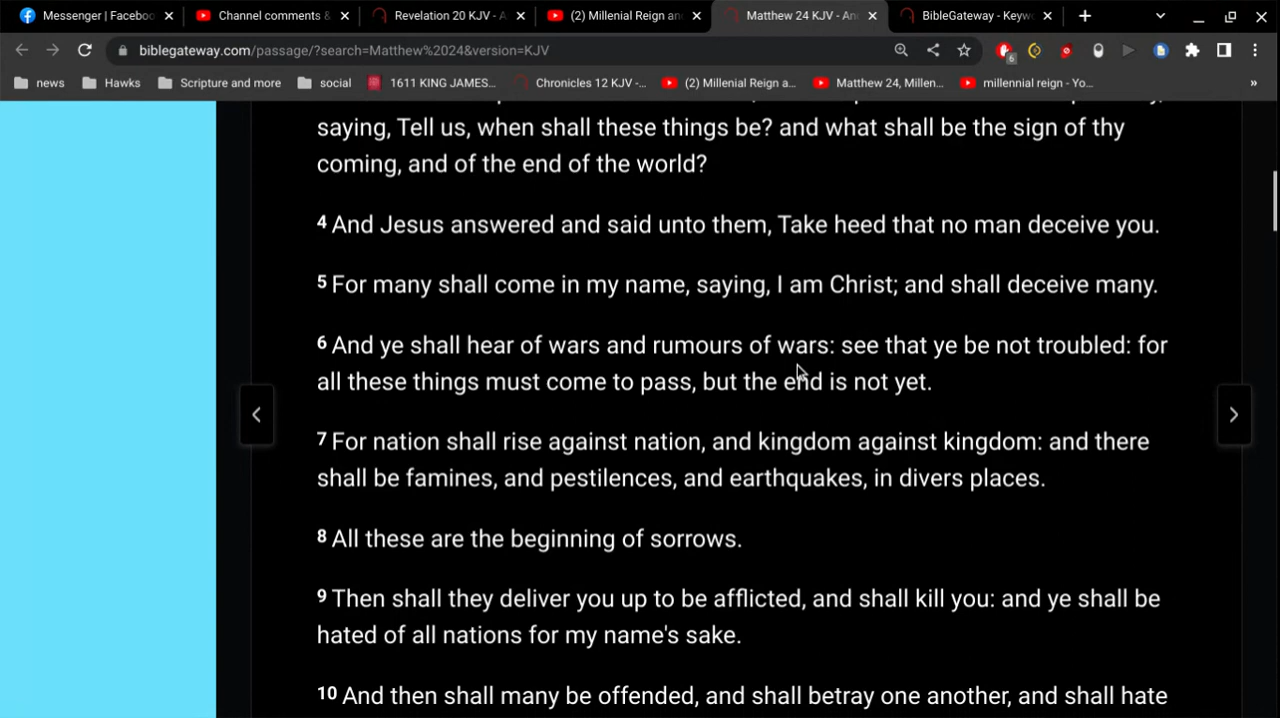 Messenger | Faceboo
Channel comments &
Revelation 20 KJV - A
(2) Millenial Reign an
Matthew 24 KJV - An
BibleGateway - Keyw
biblegateway.com/passage/?search=Matthew%2024&version=KJV
6
news
Hawks
Scripture and more
social
1611 KING JAMES...
Chronicles 12 KJV -...
(2) Millenial Reign a...
Matthew 24, Millen...
millennial reign - Yo...
»
saying, Tell us, when shall these things be? and what shall be the sign of thy
coming, and of the end of the world?
4 And Jesus answered and said unto them, Take heed that no man deceive you.
5 For many shall come in my name, saying, I am Christ; and shall deceive many.
6 And ye shall hear of wars and rumours of wars: see that ye be not troubled: for
all these things must come to pass, but the end is not yet.
7 For nation shall rise against nation, and kingdom against kingdom: and there
shall be famines, and pestilences, and earthquakes, in divers places.
8 All these are the beginning of sorrows.
9 Then shall they deliver you up to be afflicted, and shall kill you: and ye shall be
hated of all nations for my name's sake.
10 And then shall many be offended, and shall betray one another, and shall hate